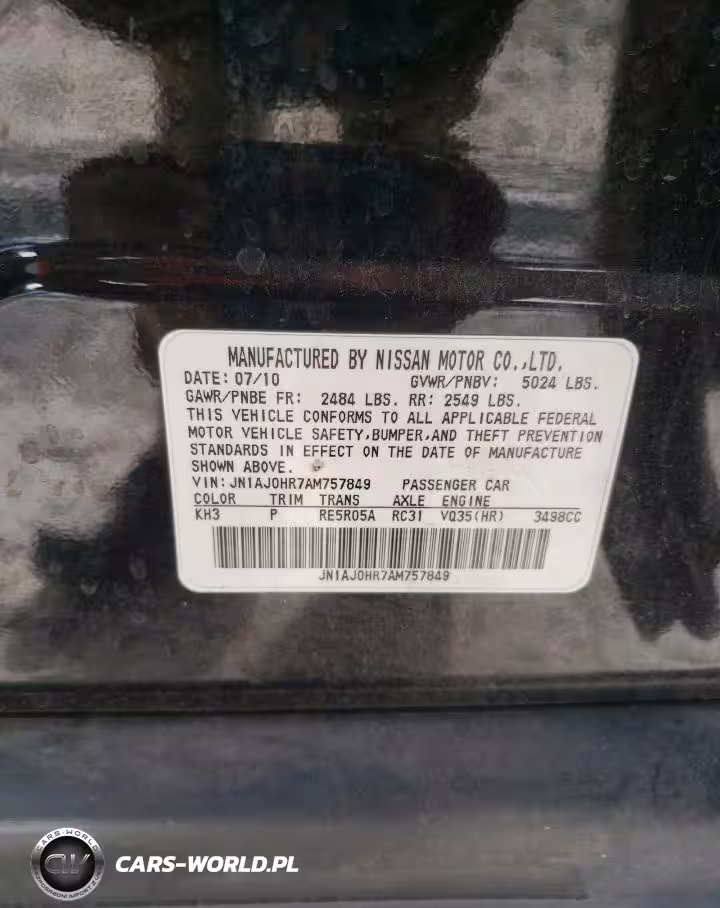 MANUFACTURED BY NISSAN MOTOR CO.,LTD.
DATE: 07/10 GVWR/PNBV: 5024 LBS.
GAWR/PNBE FR: 2484 LBS. RR: 2549 LBS.
THIS VEHICLE CONFORMS TO ALL APPLICABLE FEDERAL
MOTOR VEHICLE SAFETY,BUMPER,AND THEFT PREVENTION
STANDARDS IN EFFECT ON THE DATE OF MANUFACTURE
SHOWN ABOVE.
VIN:JN1AJ0HR7AM757849 PASSENGER CAR
COLOR TRIM TRANS AXLE ENGINE
KH3 P RE5R05A RC31 VQ35(HR) 3498CC
JN1AJ0HR7AM757849
CARS-WORLD
CW
CARS-WORLD.PL